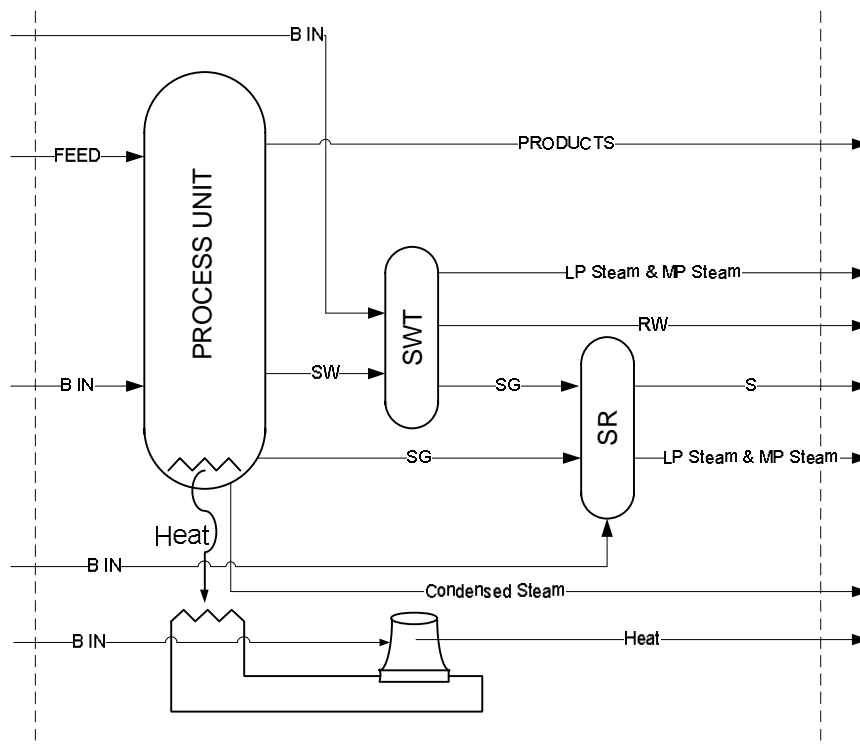 B IN
PRODUCTS
FEED
PROCESS UNIT
LP Steam & MP Steam
SWT
RW
SW
B IN
SG
S
SR
SG
LP Steam & MP Steam
Heat
B IN
Condensed Steam
B IN
Heat